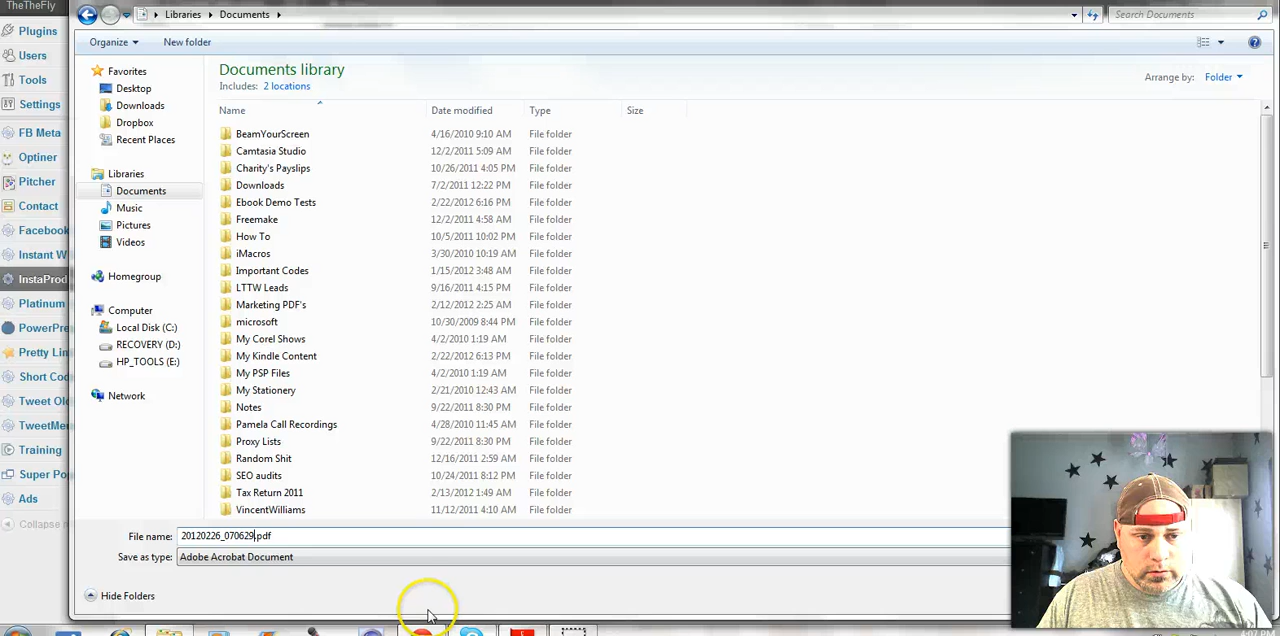 TheTheFly
Libraries Documents
Search Documents
Plugins
Organize New folder
Users
Favorites
Documents library
Tools
Desktop
Includes: 2 locations
Arrange by: Folder
Settings
Downloads
Name Date modified Type Size
Dropbox
FB Meta
BeamYourScreen 4/16/2010 9:10 AM File folder
Recent Places
Optiner
Camtasia Studio 12/2/2011 5:09 AM File folder
Charity's Payslips 10/26/2011 4:05 PM File folder
Libraries
Pitcher
Downloads 7/2/2011 12:22 PM File folder
Documents
Contact
Ebook Demo Tests 2/22/2012 6:16 PM File folder
Music
Freemake 12/2/2011 4:58 AM File folder
Pictures
Facebook
How To 10/5/2011 10:02 PM File folder
Videos
Instant W
iMacros 3/30/2010 10:19 AM File folder
Important Codes 1/15/2012 3:48 AM File folder
Homegroup
InstaProd
LTTW Leads 9/16/2011 4:15 PM File folder
Platinum
Marketing PDF's 2/12/2012 2:25 AM File folder
Computer
microsoft 10/30/2009 8:44 PM File folder
Local Disk (C:)
PowerPre
My Corel Shows 4/2/2010 1:19 AM File folder
RECOVERY (D:)
Pretty Lin
My Kindle Content 2/22/2012 6:13 PM File folder
HP_TOOLS (E:)
Short Cod
My PSP Files 4/2/2010 1:19 AM File folder
My Stationery 2/21/2010 12:43 AM File folder
Network
Tweet Old
Notes 9/22/2011 8:30 PM File folder
TweetMe
Pamela Call Recordings 4/28/2010 11:45 AM File folder
Training
Proxy Lists 9/22/2011 8:30 PM File folder
Random Shit 12/16/2011 2:59 AM File folder
Super Pop
SEO audits 10/24/2011 8:12 PM File folder
Ads
Tax Return 2011 2/13/2012 1:49 AM File folder
VincentWilliams 11/12/2011 4:10 AM File folder
Collapse
File name: 20120226_070629.pdf
Save as type: Adobe Acrobat Document
Hide Folders